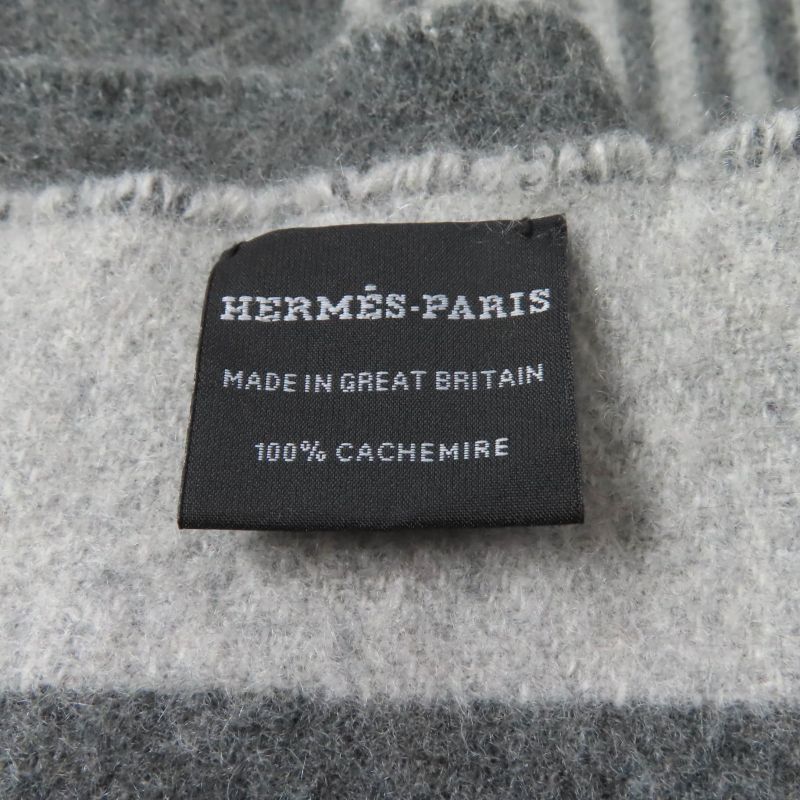 HERMÈS-PARIS
MADE IN GREAT BRITAIN
100% CACHEMIRE